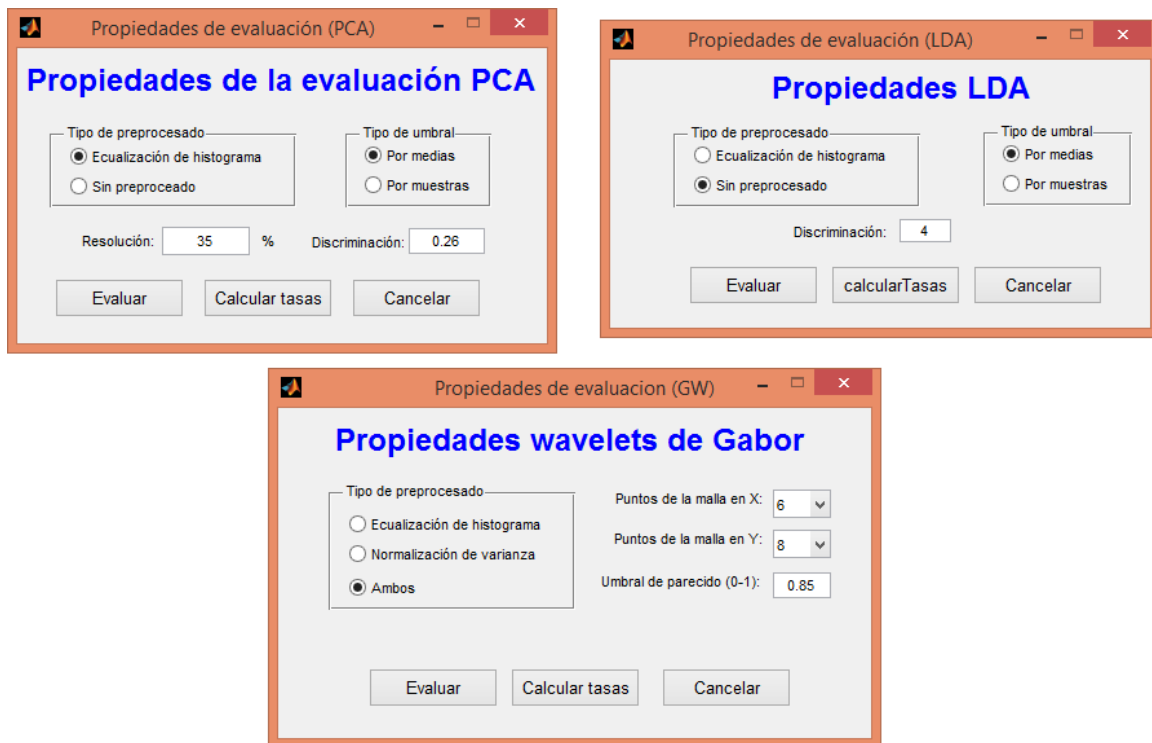 Propiedades de evaluación (PCA)
Propiedades de la evaluación PCA
Tipo de preprocesado
Ecualización de histograma
Sin preproceado
Tipo de umbral
Por medias
Por muestras
Resolución: 35 % Discriminación: 0.26
Evaluar Calcular tasas Cancelar
Propiedades de evaluación (LDA)
Propiedades LDA
Tipo de preprocesado
Ecualización de histograma
Sin preprocesado
Tipo de umbral
Por medias
Por muestras
Discriminación: 4
Evaluar calcularTasas Cancelar
Propiedades de evaluacion (GW)
Propiedades wavelets de Gabor
Tipo de preprocesado
Ecualización de histograma
Normalización de varianza
Ambos
Puntos de la malla en X: 6
Puntos de la malla en Y: 8
Umbral de parecido (0-1): 0.85
Evaluar Calcular tasas Cancelar